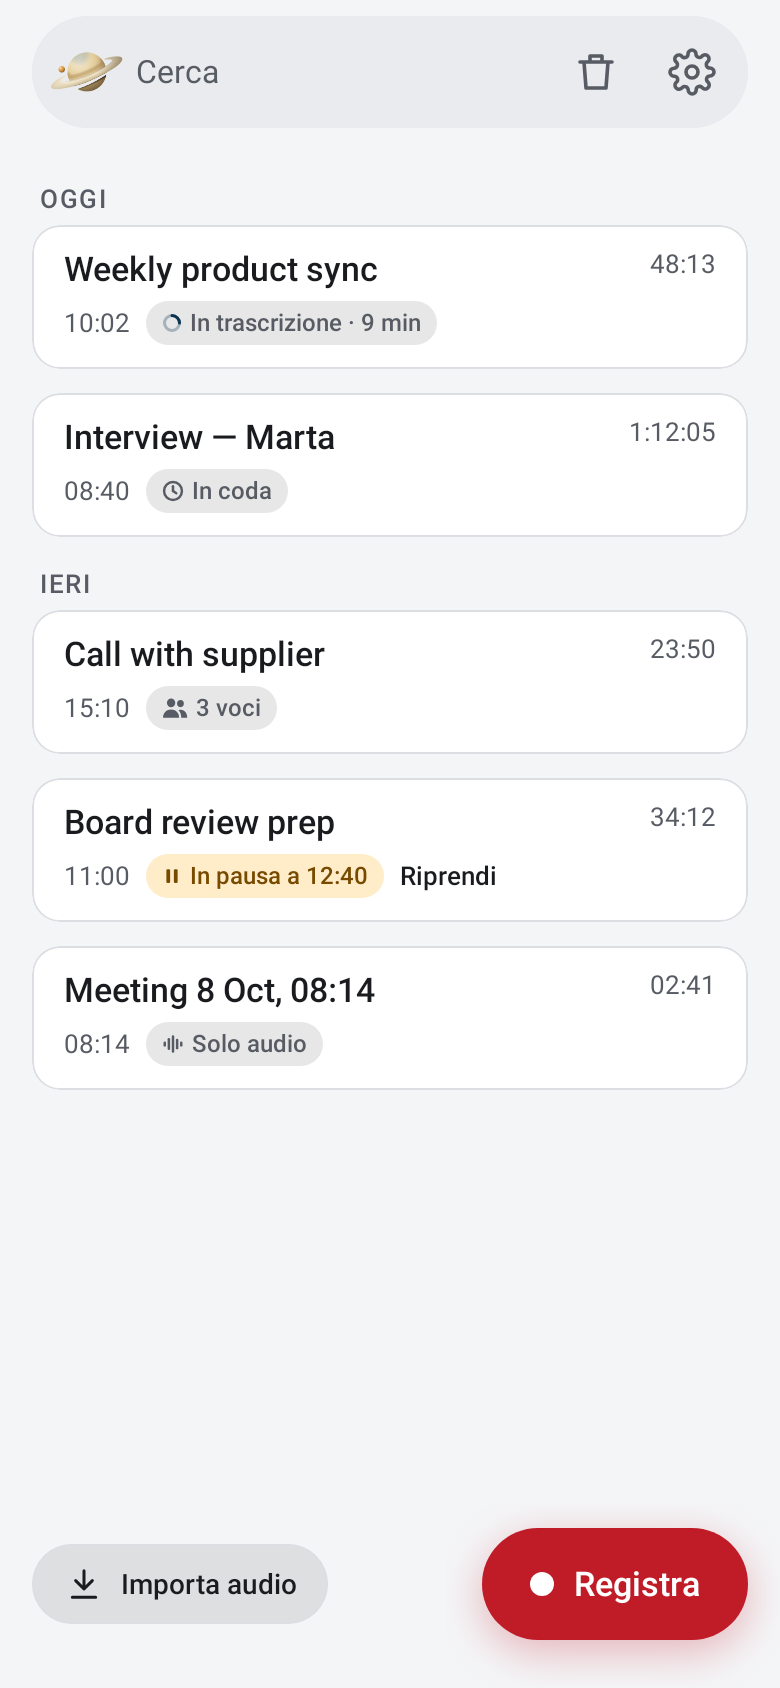 Cerca
OGGI
Weekly product sync 48:13
10:02 In trascrizione · 9 min
Interview — Marta 1:12:05
08:40 In coda
IERI
Call with supplier 23:50
15:10 3 voci
Board review prep 34:12
11:00 In pausa a 12:40 Riprendi
Meeting 8 Oct, 08:14 02:41
08:14 Solo audio
Importa audio Registra